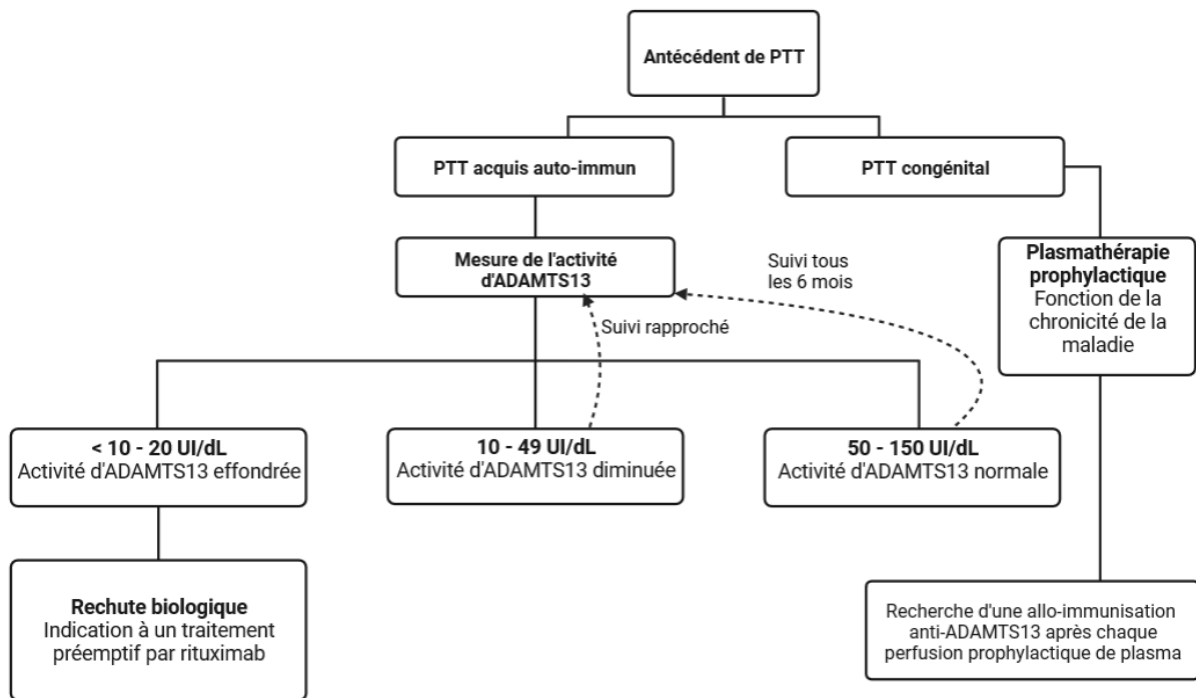 Antécédent de PTT
PTT acquis auto-immun
PTT congénital
Mesure de l'activité
d'ADAMTS13
Suivi tous
les 6 mois
Suivi rapproché
Plasmathérapie
prophylactique
Fonction de la
chronicité de la
maladie
< 10 - 20 UI/dL
Activité d'ADAMTS13 effondrée
10 - 49 UI/dL
Activité d'ADAMTS13 diminuée
50 - 150 UI/dL
Activité d'ADAMTS13 normale
Rechute biologique
Indication à un traitement
préemptif par rituximab
Recherche d'une allo-immunisation
anti-ADAMTS13 après chaque
perfusion prophylactique de plasma